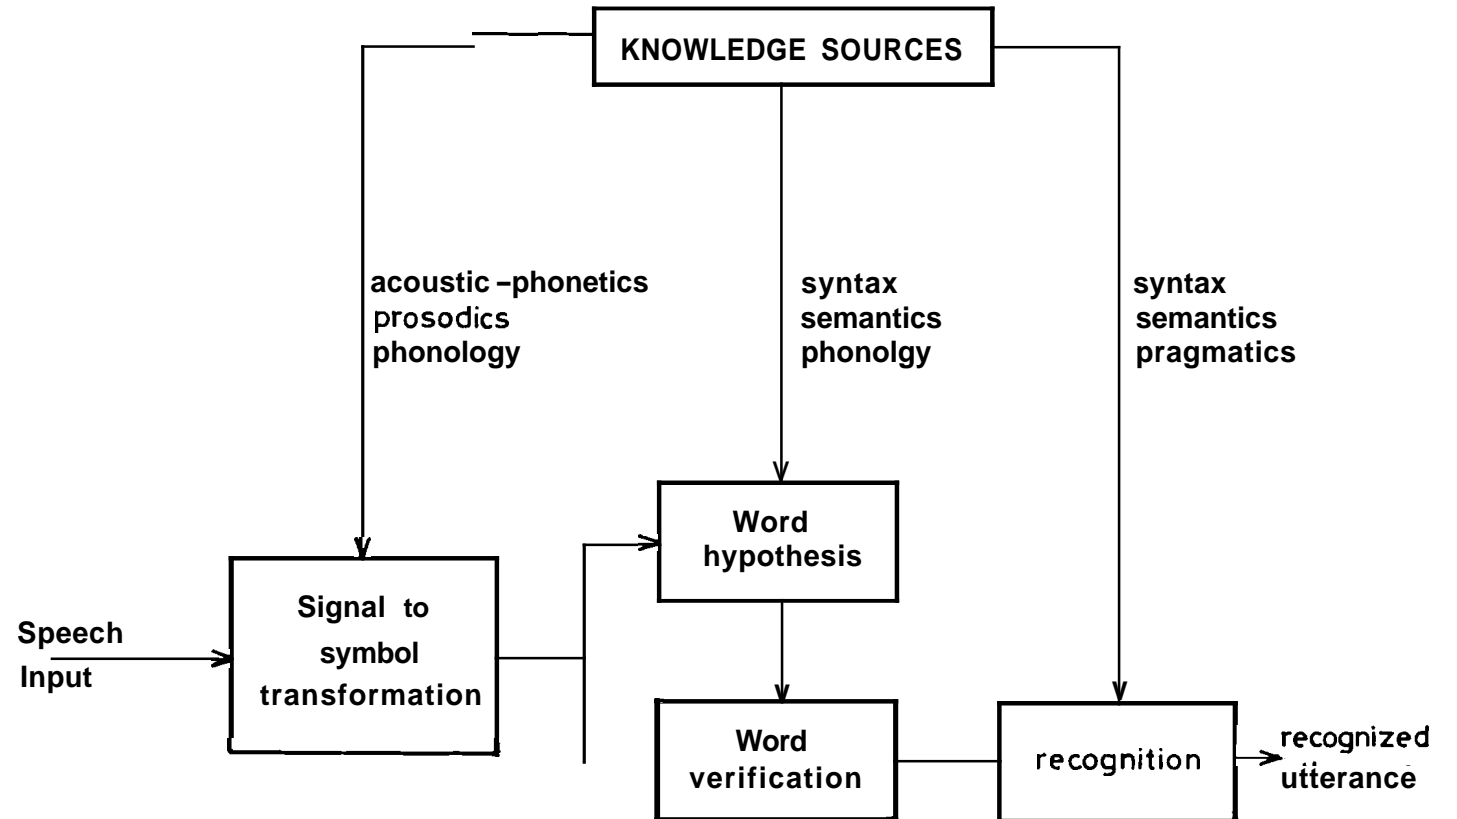 KNOWLEDGE SOURCES
acoustic -phonetics
prosodics
phonology
syntax
semantics
phonolgy
syntax
semantics
pragmatics
Word
hypothesis
Signal to
symbol
transformation
Speech
Input
Word
verification
recognition
recognized
utterance